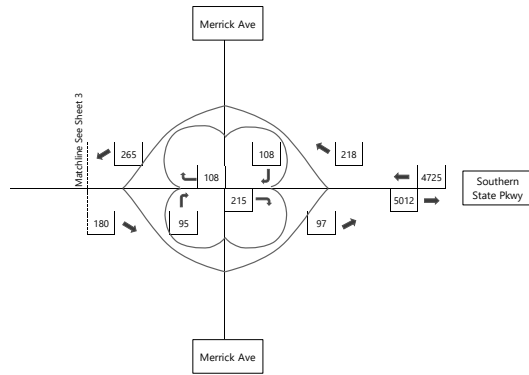 Merrick Ave
Matchline See Sheet 3
265
108
108
218
4725
Southern
State Pkwy
180
95
215
97
5012
Merrick Ave